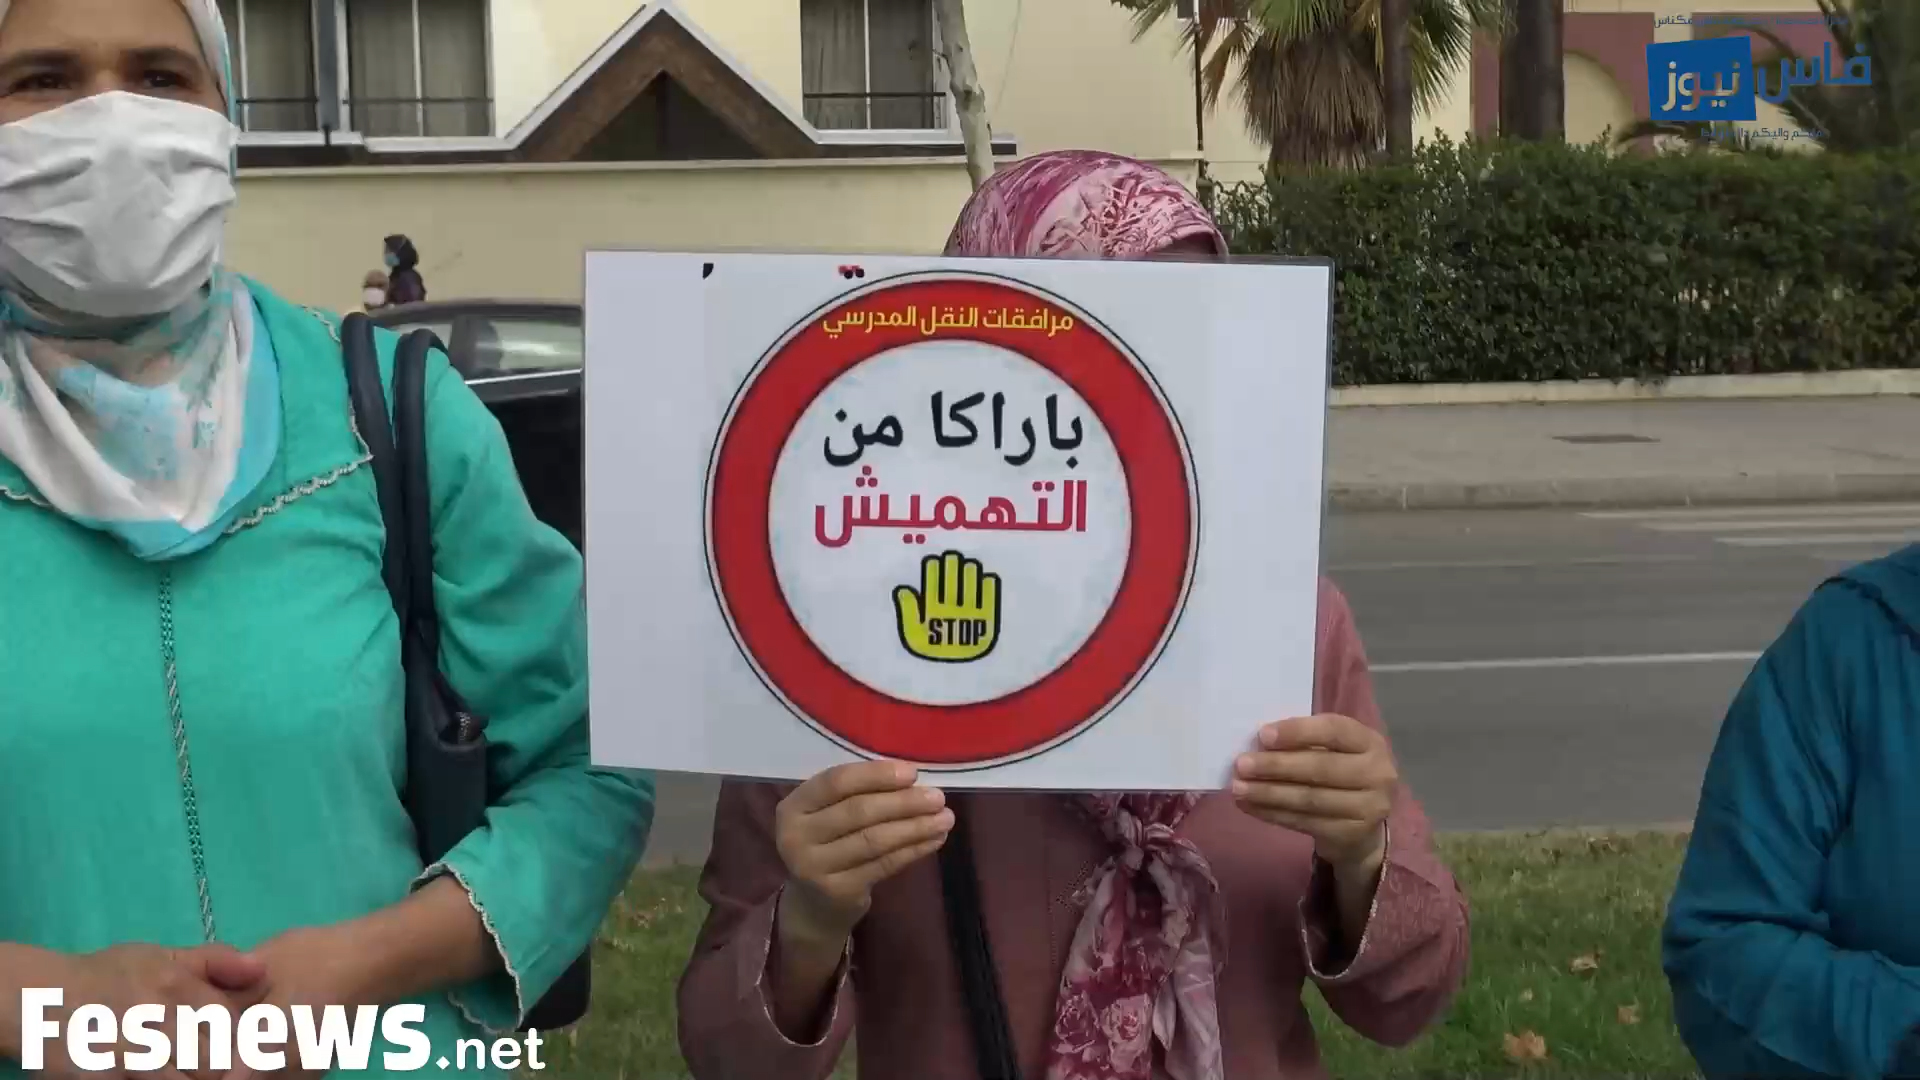 فاس نيوز
مرافقات النقل المدرسي
باراكا من
التهميش
STOP
Fesnews.net